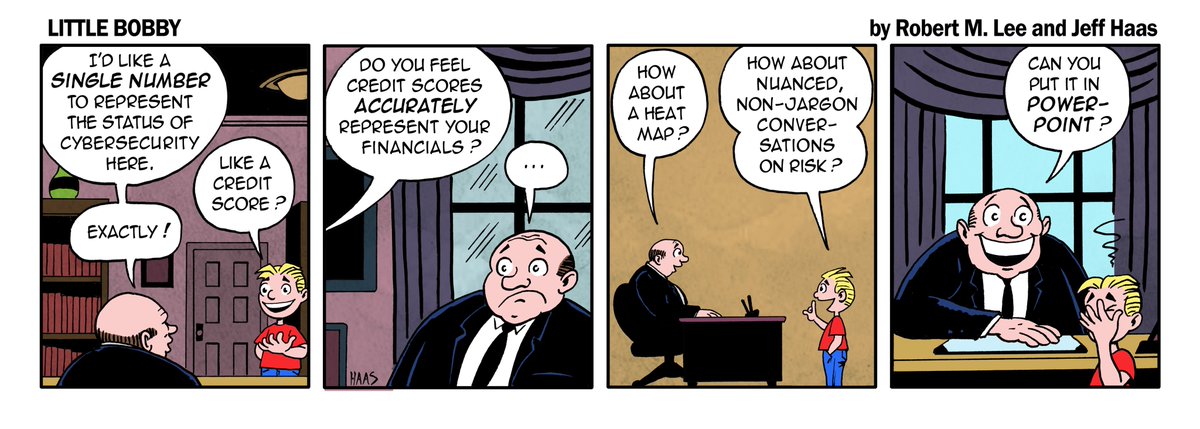 LITTLE BOBBY
by Robert M. Lee and Jeff Haas
I'D LIKE A
SINGLE NUMBER
TO REPRESENT
THE STATUS OF
CYBERSECURITY
HERE.
LIKE A
CREDIT
SCORE?
EXACTLY!
DO YOU FEEL
CREDIT SCORES
ACCURATELY
REPRESENT YOUR
FINANCIALS?
...
HAAS
HOW
ABOUT
A HEAT
MAP?
HOW ABOUT
NUANCED,
NON-JARGON
CONVER-
SATIONS
ON RISK?
CAN YOU
PUT IT IN
POWER-
POINT?